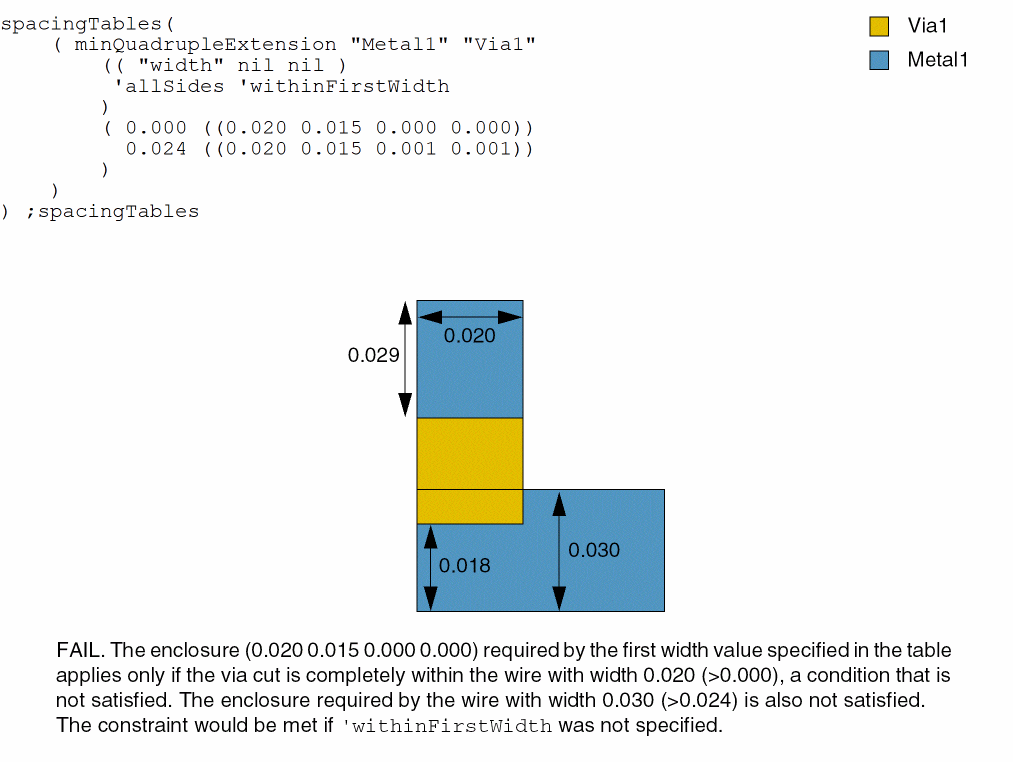 spacingTables(
( minQuadrupleExtension "Metal1" "Via1"
(( "width" nil nil )
'allSides 'withinFirstWidth
)
( 0.000 ((0.020 0.015 0.000 0.000))
0.024 ((0.020 0.015 0.001 0.001))
)
)
) ;spacingTables
Via1
Metal1
0.020
0.029
0.030
0.018
FAIL. The enclosure (0.020 0.015 0.000 0.000) required by the first width value specified in the table
applies only if the via cut is completely within the wire with width 0.020 (>0.000), a condition that is
not satisfied. The enclosure required by the wire with width 0.030 (>0.024) is also not satisfied.
The constraint would be met if 'withinFirstWidth was not specified.